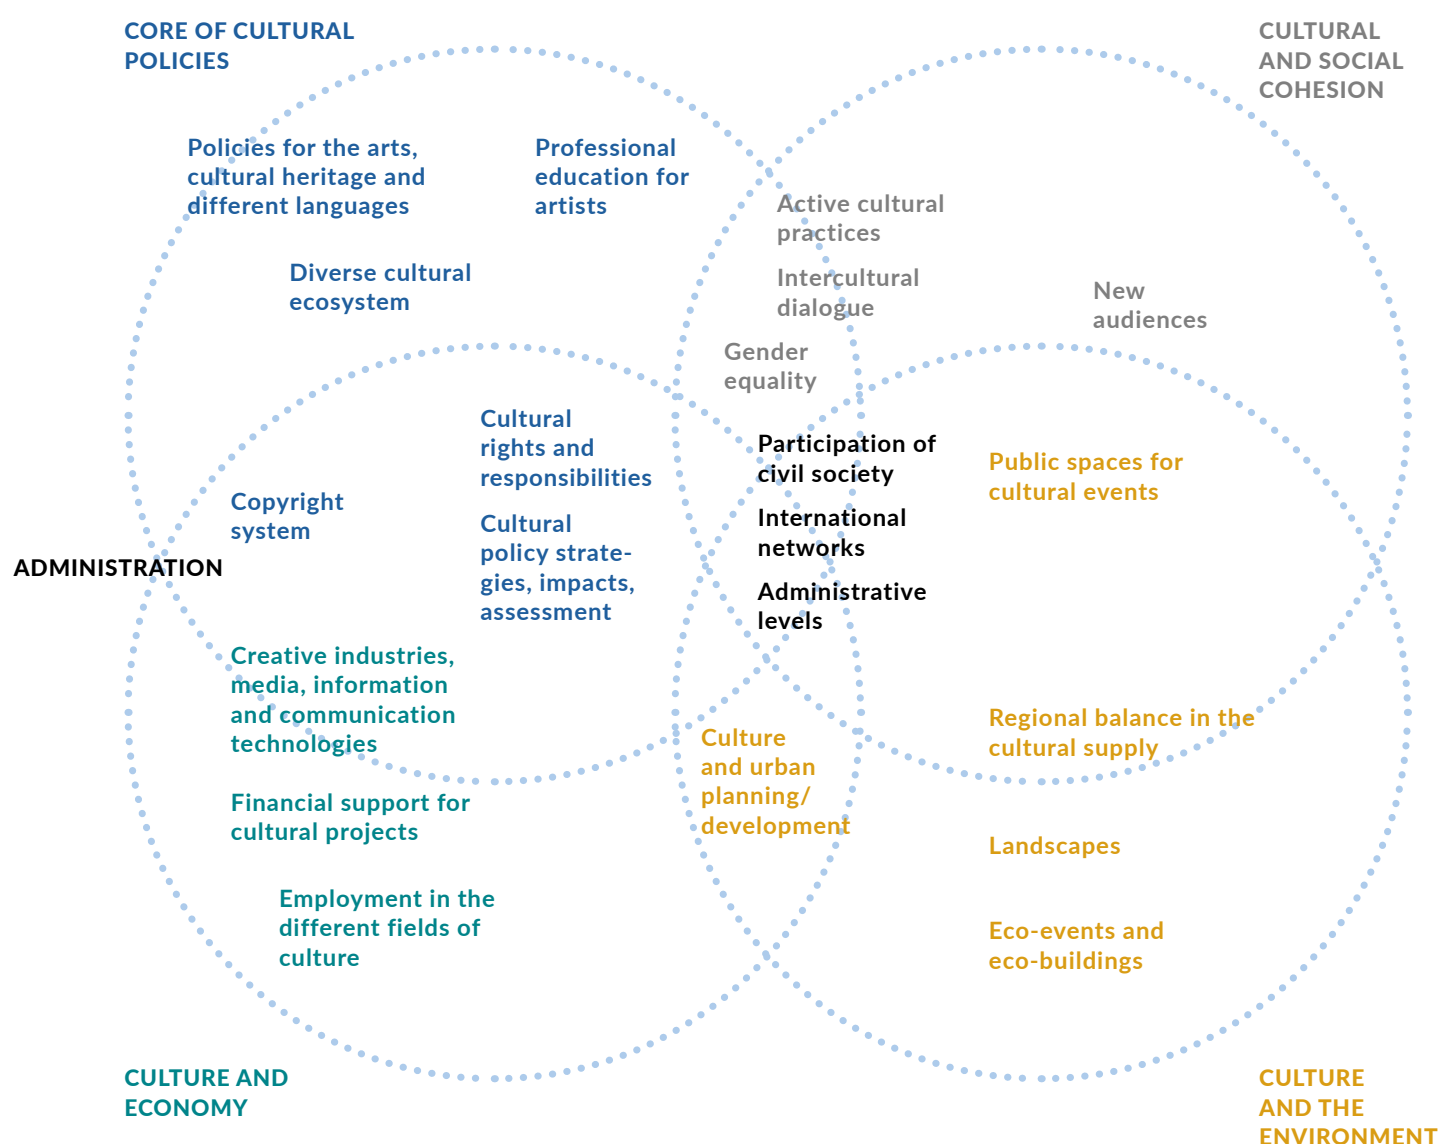 CORE OF CULTURAL
POLICIES
CULTURAL
AND SOCIAL
COHESION
Policies for the arts,
cultural heritage and
different languages
Professional
education for
artists
Active cultural
practices
Diverse cultural
ecosystem
Intercultural
dialogue
New
audiences
Gender
equality
Cultural
rights and
responsibilities
Participation of
civil society
Public spaces for
cultural events
Copyright
system
Cultural
policy strate-
gies, impacts,
assessment
International
networks
ADMINISTRATION
Administrative
levels
Creative industries,
media, information
and communication
technologies
Regional balance in the
cultural supply
Culture
and urban
planning/
development
Financial support for
cultural projects
Landscapes
Employment in the
different fields of
culture
Eco-events and
eco-buildings
CULTURE AND
ECONOMY
CULTURE
AND THE
ENVIRONMENT